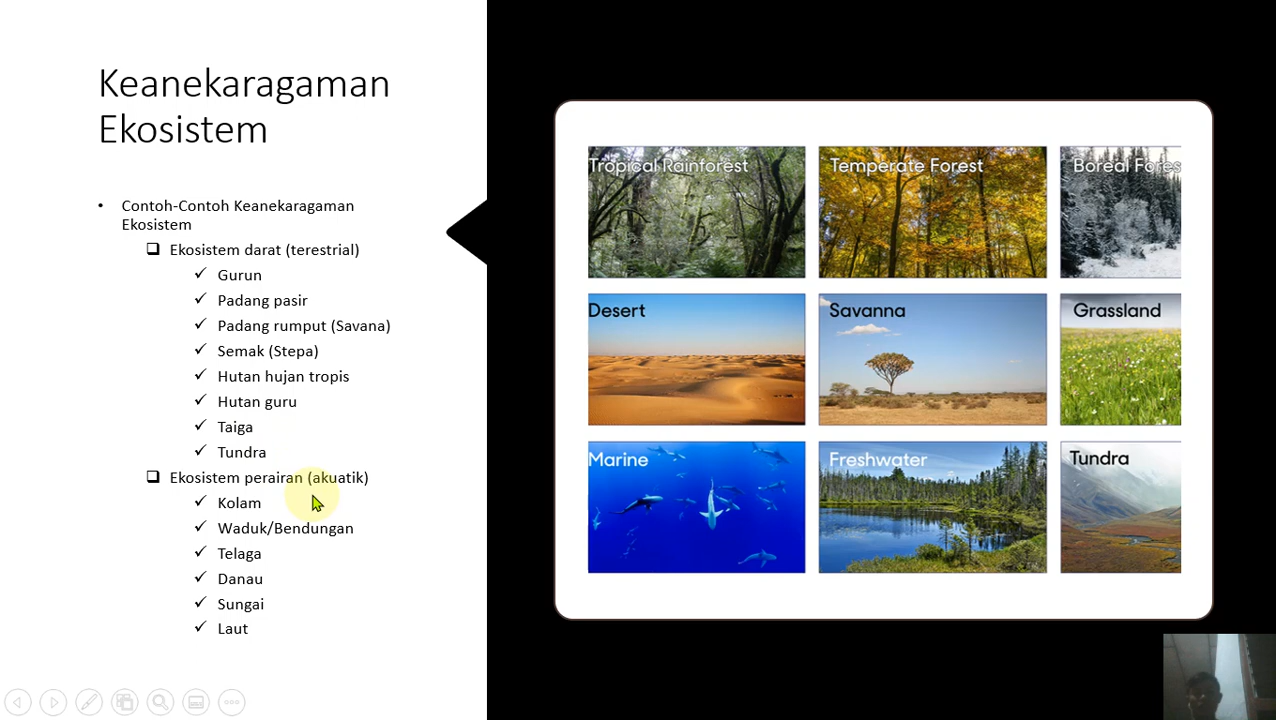 Keanekaragaman
Ekosistem
• Contoh-Contoh Keanekaragaman
Ekosistem
❑ Ekosistem darat (terestrial)
✓ Gurun
✓ Padang pasir
✓ Padang rumput (Savana)
✓ Semak (Stepa)
✓ Hutan hujan tropis
✓ Hutan guru
✓ Taiga
✓ Tundra
❑ Ekosistem perairan (akuatik)
✓ Kolam
✓ Waduk/Bendungan
✓ Telaga
✓ Danau
✓ Sungai
✓ Laut
Tropical Rainforest
Temperate Forest
Boreal Fores
Desert
Savanna
Grassland
Marine
Freshwater
Tundra